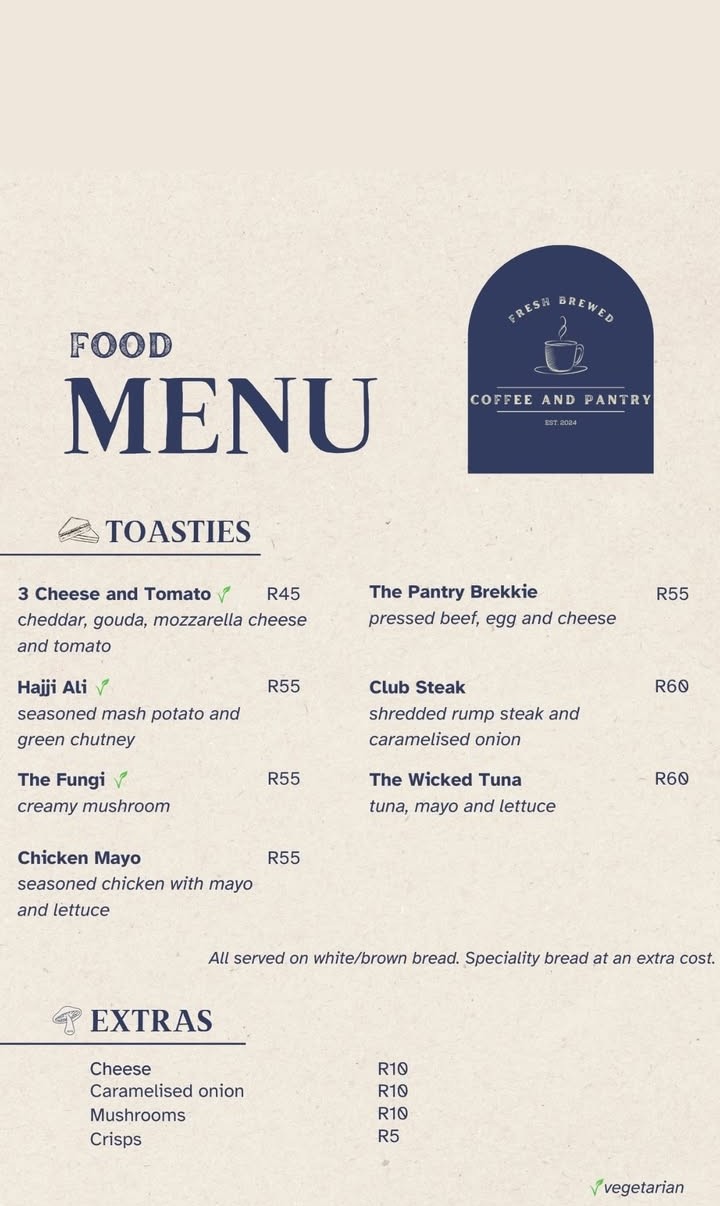 FRESH BREWED
COFFEE AND PANTRY
EST. 2024
FOOD
MENU
TOASTIES
3 Cheese and Tomato R45
cheddar, gouda, mozzarella cheese
and tomato
Hajji Ali R55
seasoned mash potato and
green chutney
The Fungi R55
creamy mushroom
Chicken Mayo R55
seasoned chicken with mayo
and lettuce
The Pantry Brekkie R55
pressed beef, egg and cheese
Club Steak R60
shredded rump steak and
caramelised onion
The Wicked Tuna R60
tuna, mayo and lettuce
All served on white/brown bread. Speciality bread at an extra cost.
EXTRAS
Cheese R10
Caramelised onion R10
Mushrooms R10
Crisps R5
vegetarian